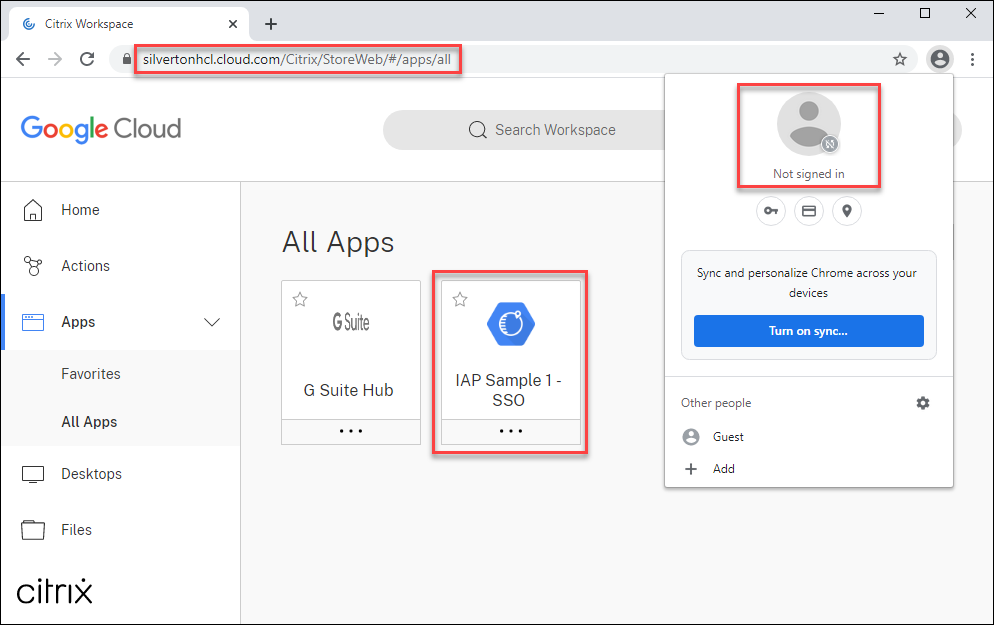 Citrix Workspace
silvertonhcl.cloud.com/Citrix/StoreWeb/#/apps/all
Google Cloud
Search Workspace
Not signed in
Sync and personalize Chrome across your
devices
Turn on sync...
Other people
Guest
Add
Home
Actions
Apps
Favorites
All Apps
Desktops
Files
citrix
All Apps
G Suite
G Suite Hub
IAP Sample 1 -
SSO